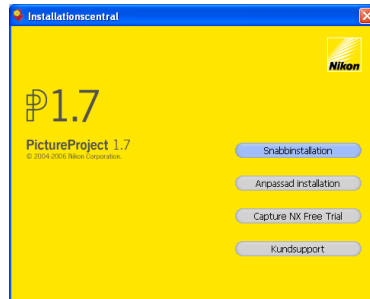 Installationscentral
Nikon
P1.7
PictureProject 1.7
© 2004-2006 Nikon Corporation.
Snabbinstallation
Anpassad installation
Capture NX Free Trial
Kundsupport